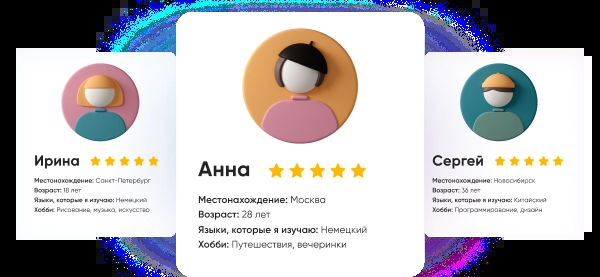 Ирина
Местонахождение: Санкт-Петербург
Возраст: 18 лет
Языки, которые я изучаю: Немецкий
Хобби: Рисование, музыка, искусство
Анна
Местонахождение: Москва
Возраст: 28 лет
Языки, которые я изучаю: Немецкий
Хобби: Путешествия, вечеринки
Сергей
Местонахождение: Новосибирск
Возраст: 36 лет
Языки, которые я изучаю: Китайский
Хобби: Программирование, дизайн